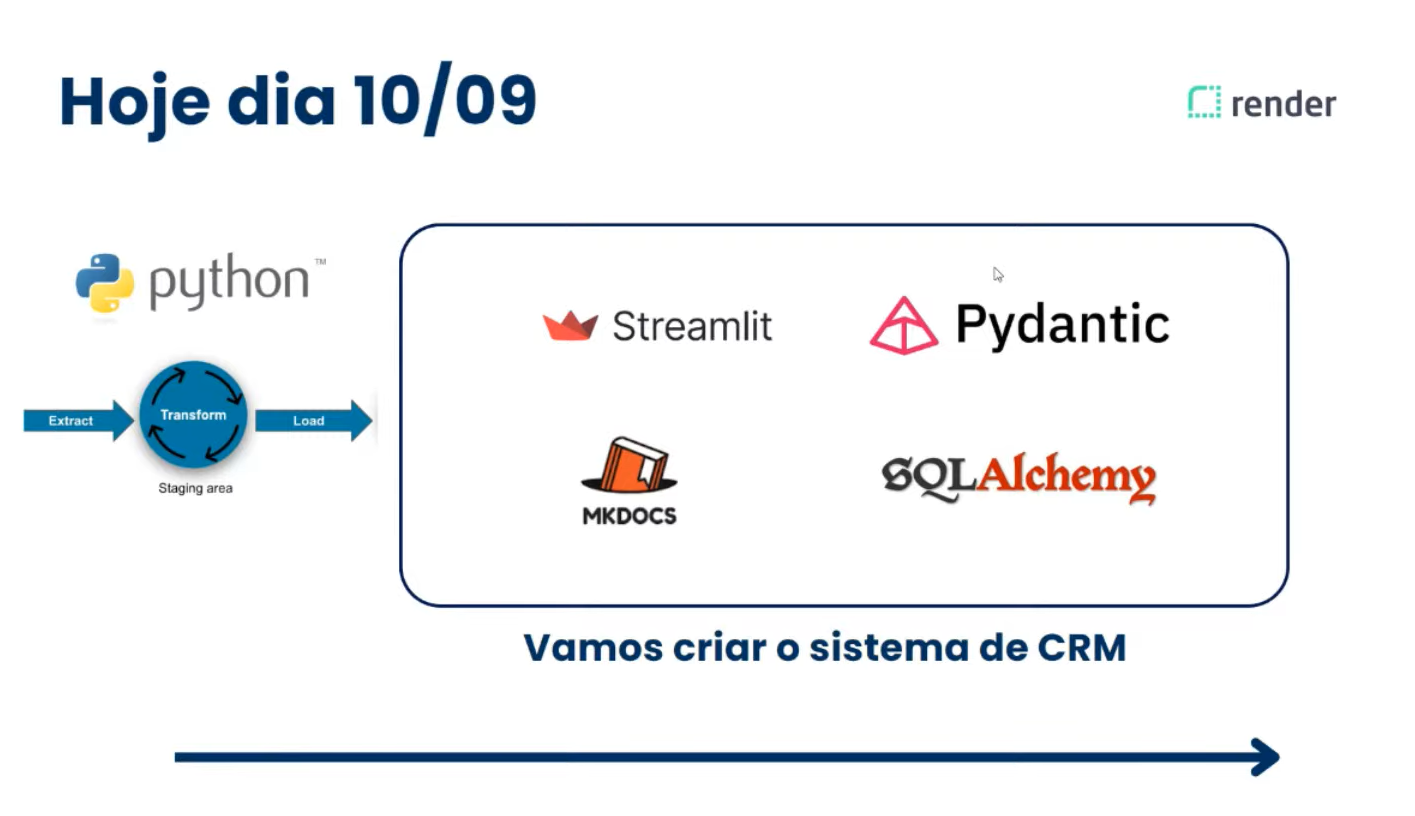 Hoje dia 10/09
render
python™
Streamlit
Pydantic
Extract
Transform
Load
Staging area
MKDOCS
SQLAlchemy
Vamos criar o sistema de CRM